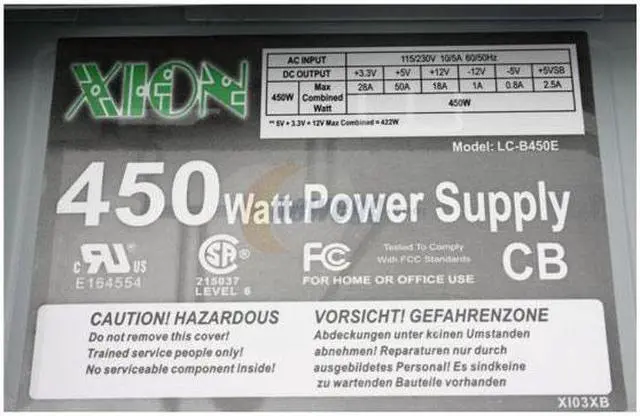 XION
AC INPUT 115/230V 10/5A 60/50Hz
DC OUTPUT +3.3V +5V +12V -12V -5V +5VSB
450W Max Combined Watt 28A 50A 18A 1A 0.8A 2.5A
450W
** 5V + 3.3V + 12V Max Combined = 422W
Model: LC-B450E
450 Watt Power Supply
c RU US
E164554
SA
215037
LEVEL 6
FC
Tested To Comply
With FCC Standards
FOR HOME OR OFFICE USE
CB
CAUTION! HAZARDOUS
Do not remove this cover!
Trained service people only!
No serviceable component Inside!
VORSICHT! GEFAHRENZONE
Abdeckungen unter kcinen Umstanden
abnehmen! Reparaturen nur durch
ausgebildetes Personal! Es sindkeine
zu wartenden Bauteile vorhanden
XI03XB